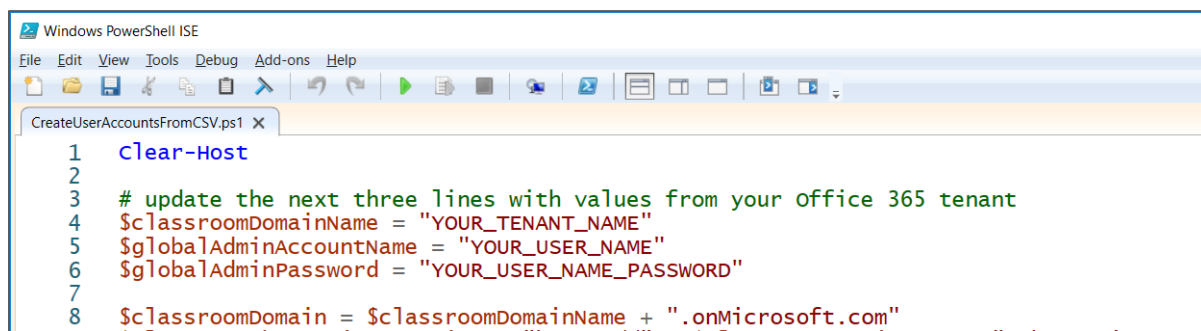 Windows PowerShell ISE
File Edit View Tools Debug Add-ons Help
CreateUserAccountsFromCSV.ps1 X
1 Clear-Host
2
3 # update the next three lines with values from your Office 365 tenant
4 $classroomDomainName = "YOUR_TENANT_NAME"
5 $globalAdminAccountName = "YOUR_USER_NAME"
6 $globalAdminPassword = "YOUR_USER_NAME_PASSWORD"
7
8 $classroomDomain = $classroomDomainName + ".onMicrosoft.com"